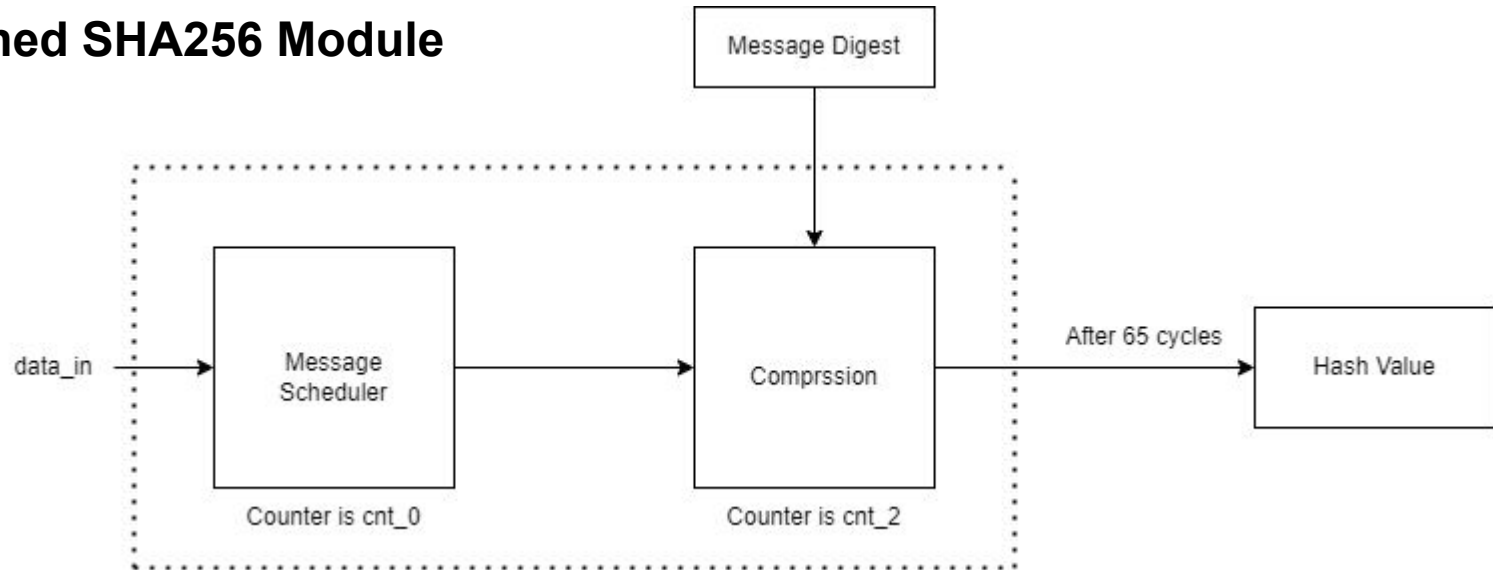 ned SHA256 Module
Message Digest
data_in
Message
Scheduler
Comprssion
After 65 cycles
Hash Value
Counter is cnt_0
Counter is cnt_2